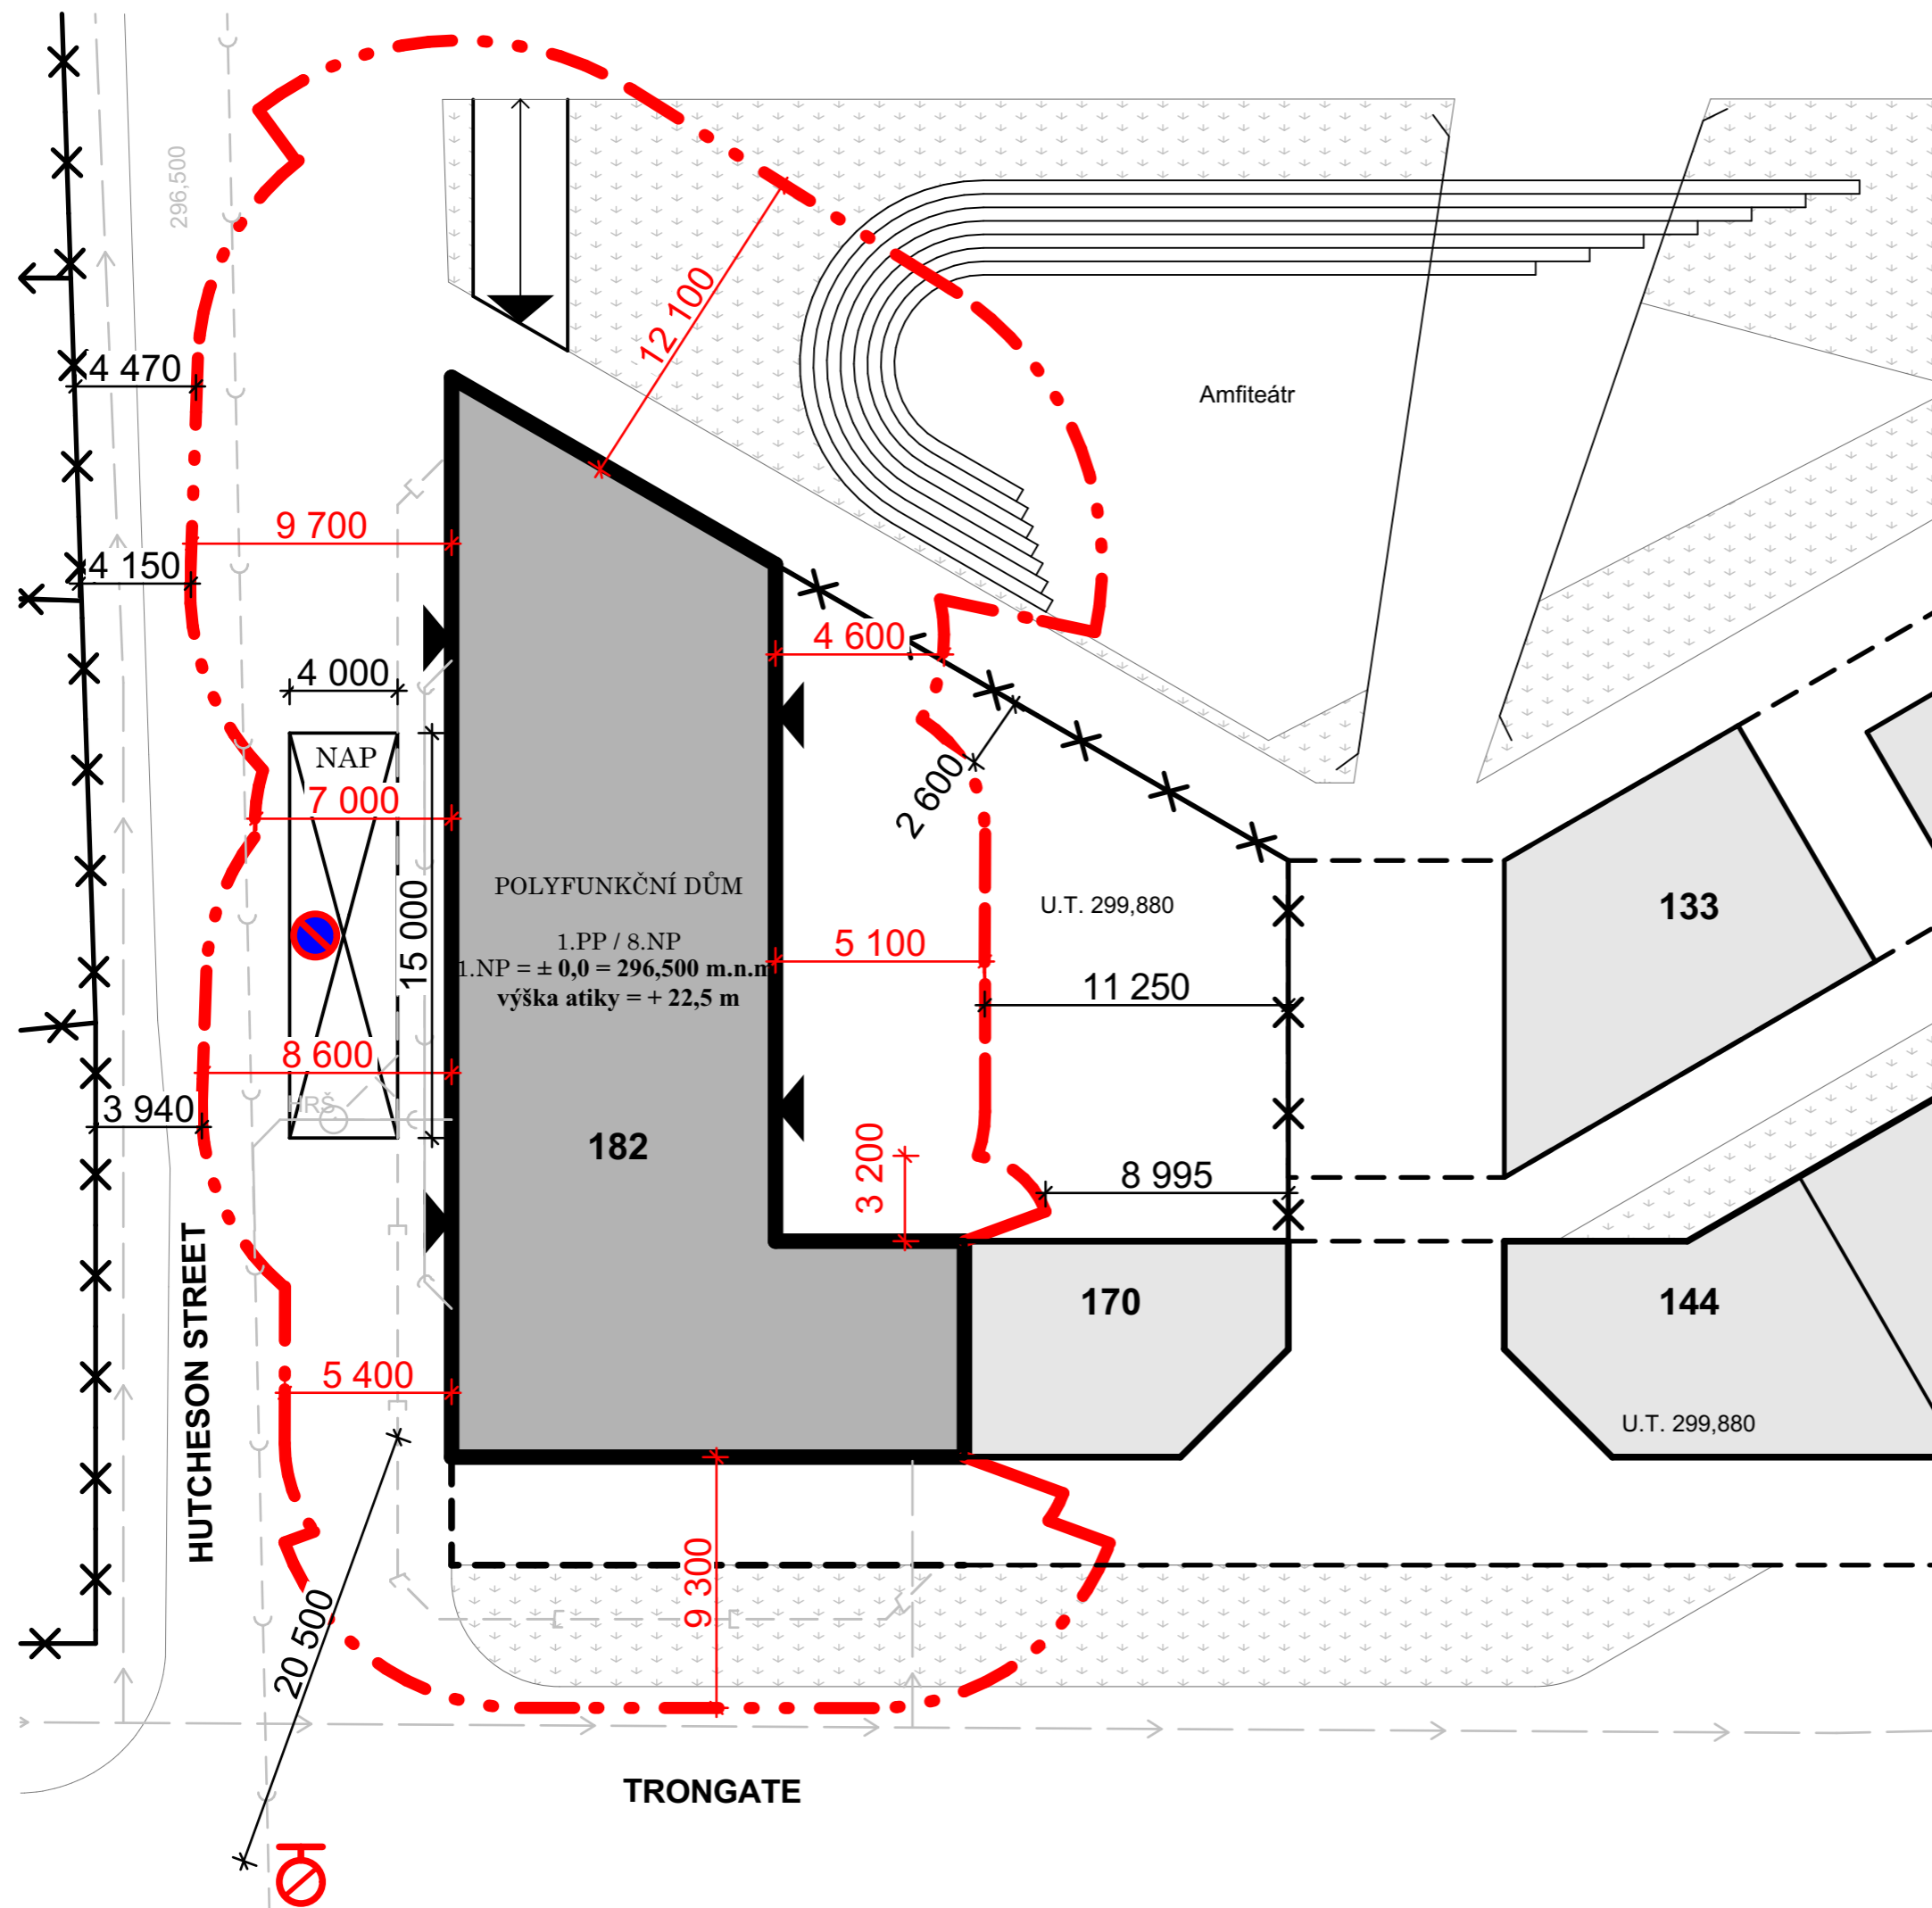 296,500
12 100
4 470
Amfiteátr
9 700
4 150
4 600
4 000
NAP
7 000
2 600
15 000
POLYFUNKČNÍ DŮM
1.PP / 8.NP
1.NP = ± 0,0 = 296,500 m.n.m
výška atiky = + 22,5 m
U.T. 299,880
133
5 100
11 250
8 600
HRŠ
3 940
182
3 200
8 995
HUTCHESON STREET
170
144
5 400
U.T. 299,880
9 300
20 500
TRONGATE